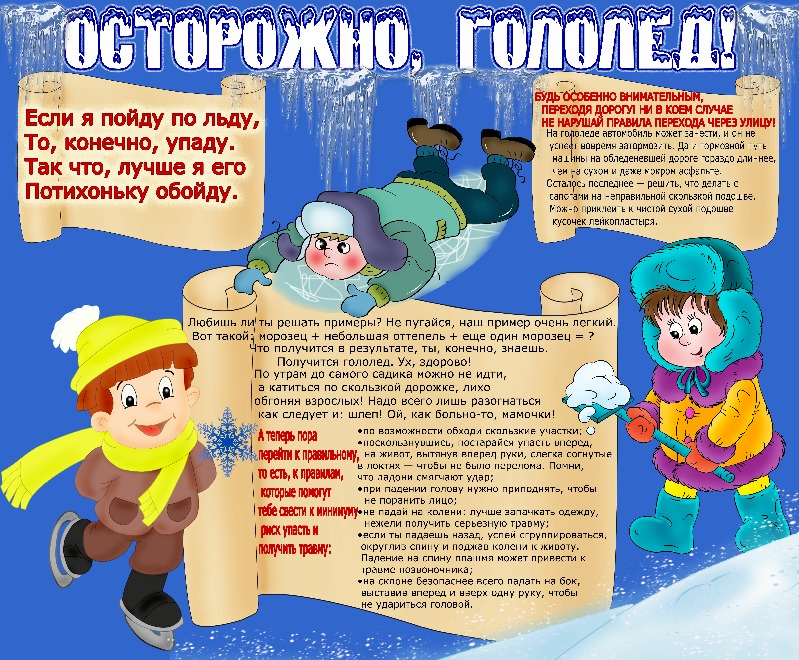 ОСТОРОЖНО, ГОЛОЛЕД!
Если я пойду по льду,
То, конечно, упаду.
Так что, лучше я его
Потихоньку обойду.
БУДЬ ОСОБЕННО ВНИМАТЕЛЬНЫМ,
ПЕРЕХОДЯ ДОРОГУ! НИ В КОЕМ СЛУЧАЕ
НЕ НАРУШАЙ ПРАВИЛА ПЕРЕХОДА ЧЕРЕЗ УЛИЦУ!
На гололеде автомобиль может занести, и он не
успеет вовремя затормозить. Да и тормозной путь
машины на обледеневшей дороге гораздо длиннее,
чем на сухом и даже мокром асфальте.
Осталось последнее — решить, что делать с
сапогами на неправильной скользкой подошве.
Можно приклеить к чистой сухой подошве
кусочек лейкопластыря.
Любишь ли ты решать примеры? Не пугайся, наш пример очень легкий.
Вот такой: морозец + небольшая оттепель + еще один морозец = ?
Что получится в результате, ты, конечно, знаешь.
Получится гололед. Ух, здорово!
По утрам до самого садика можно не идти,
а катиться по скользкой дорожке, лихо
обгоняя взрослых! Надо всего лишь разогнаться
как следует и: шлеп! Ой, как больно-то, мамочки!
А теперь пора
перейти к правильному,
то есть, к правилам,
которые помогут
тебе свести к минимуму
риск упасть и
получить травму:
•по возможности обходи скользкие участки;
•поскользнувшись, постарайся упасть вперед,
на живот, вытянув вперед руки, слегка согнутые
в локтях — чтобы не было перелома. Помни,
что ладони смягчают удар;
•при падении голову нужно приподнять, чтобы
не поранить лицо;
•не падай на колени: лучше запачкать одежду,
нежели получить серьезную травму;
•если ты падаешь назад, успей сгруппироваться,
округлив спину и поджав колени к животу.
Падение на спину плашмя может привести к
травме позвоночника;
•на склоне безопаснее всего падать на бок,
выставив вперед и вверх одну руку, чтобы
не удариться головой.